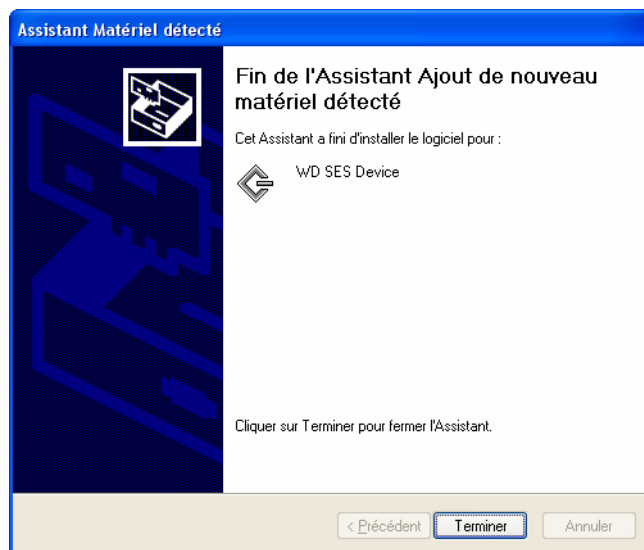 Assistant Matériel détecté
Fin de l'Assistant Ajout de nouveau
matériel détecté
Cet Assistant a fini d'installer le logiciel pour :
WD SES Device
Cliquer sur Terminer pour fermer l'Assistant.
< Précédent Terminer Annuler